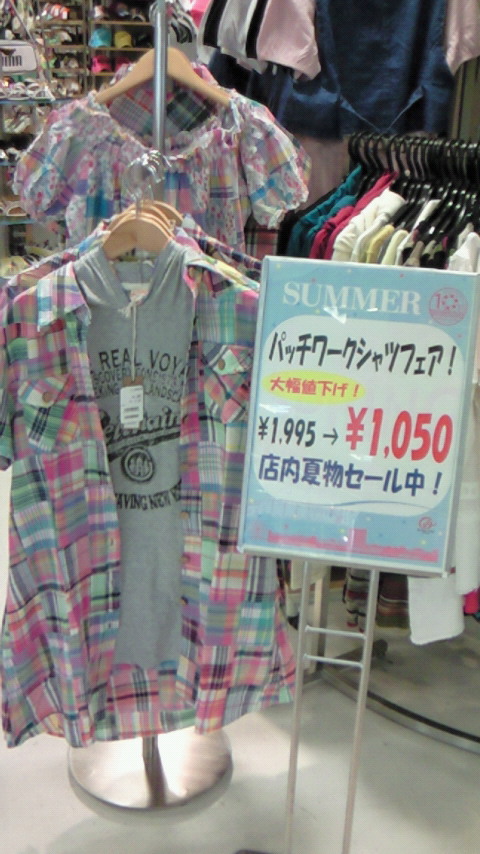 SUMMER
パッチワークシャツフェア!
大幅値下げ!
¥1,995→¥1,050
店内夏物セール中!
REAL VOYA